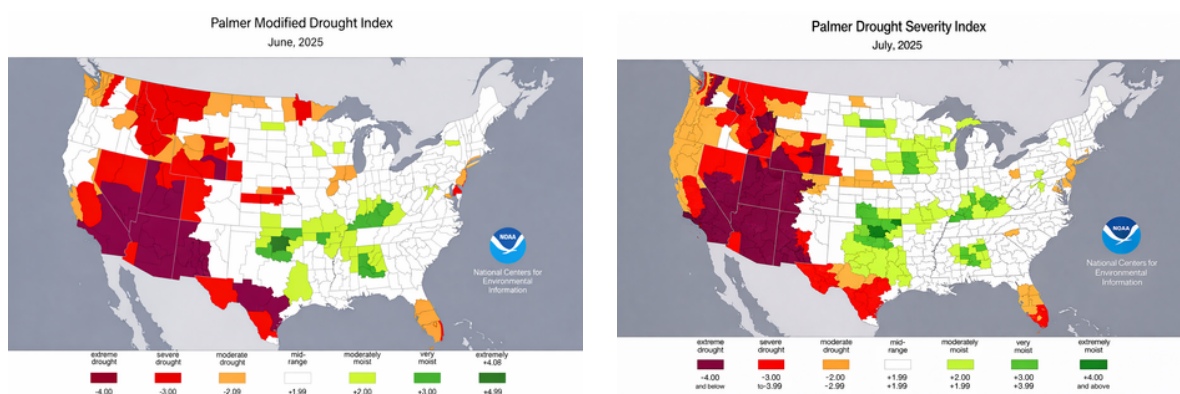 Palmer Modified Drought Index
June, 2025
NOAA
National Centers for
Environmental
Information
extreme
drought
severe
drought
moderate
drought
mid-
range
moderately
moist
very
moist
extremely
+4.08
-4.00
-3.00
-2.09
+1.99
+2.00
+3.00
+4.99
Palmer Drought Severity Index
July, 2025
NOAA
National Centers for
Environmental
Information
extreme
drought
severe
drought
moderate
drought
mid-
range
moderately
moist
very
moist
extremely
moist
-4.00
and below
-3.00
to-3.99
-2.00
-2.99
+1.99
+1.99
+2.00
+1.99
+3.00
+3.99
+4.00
and above